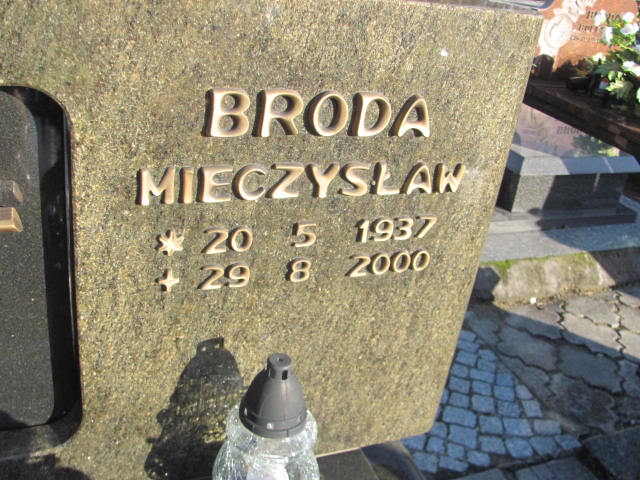 BRODA
MIECZYSŁAW
* 20 5 1937
+ 29 8 2000